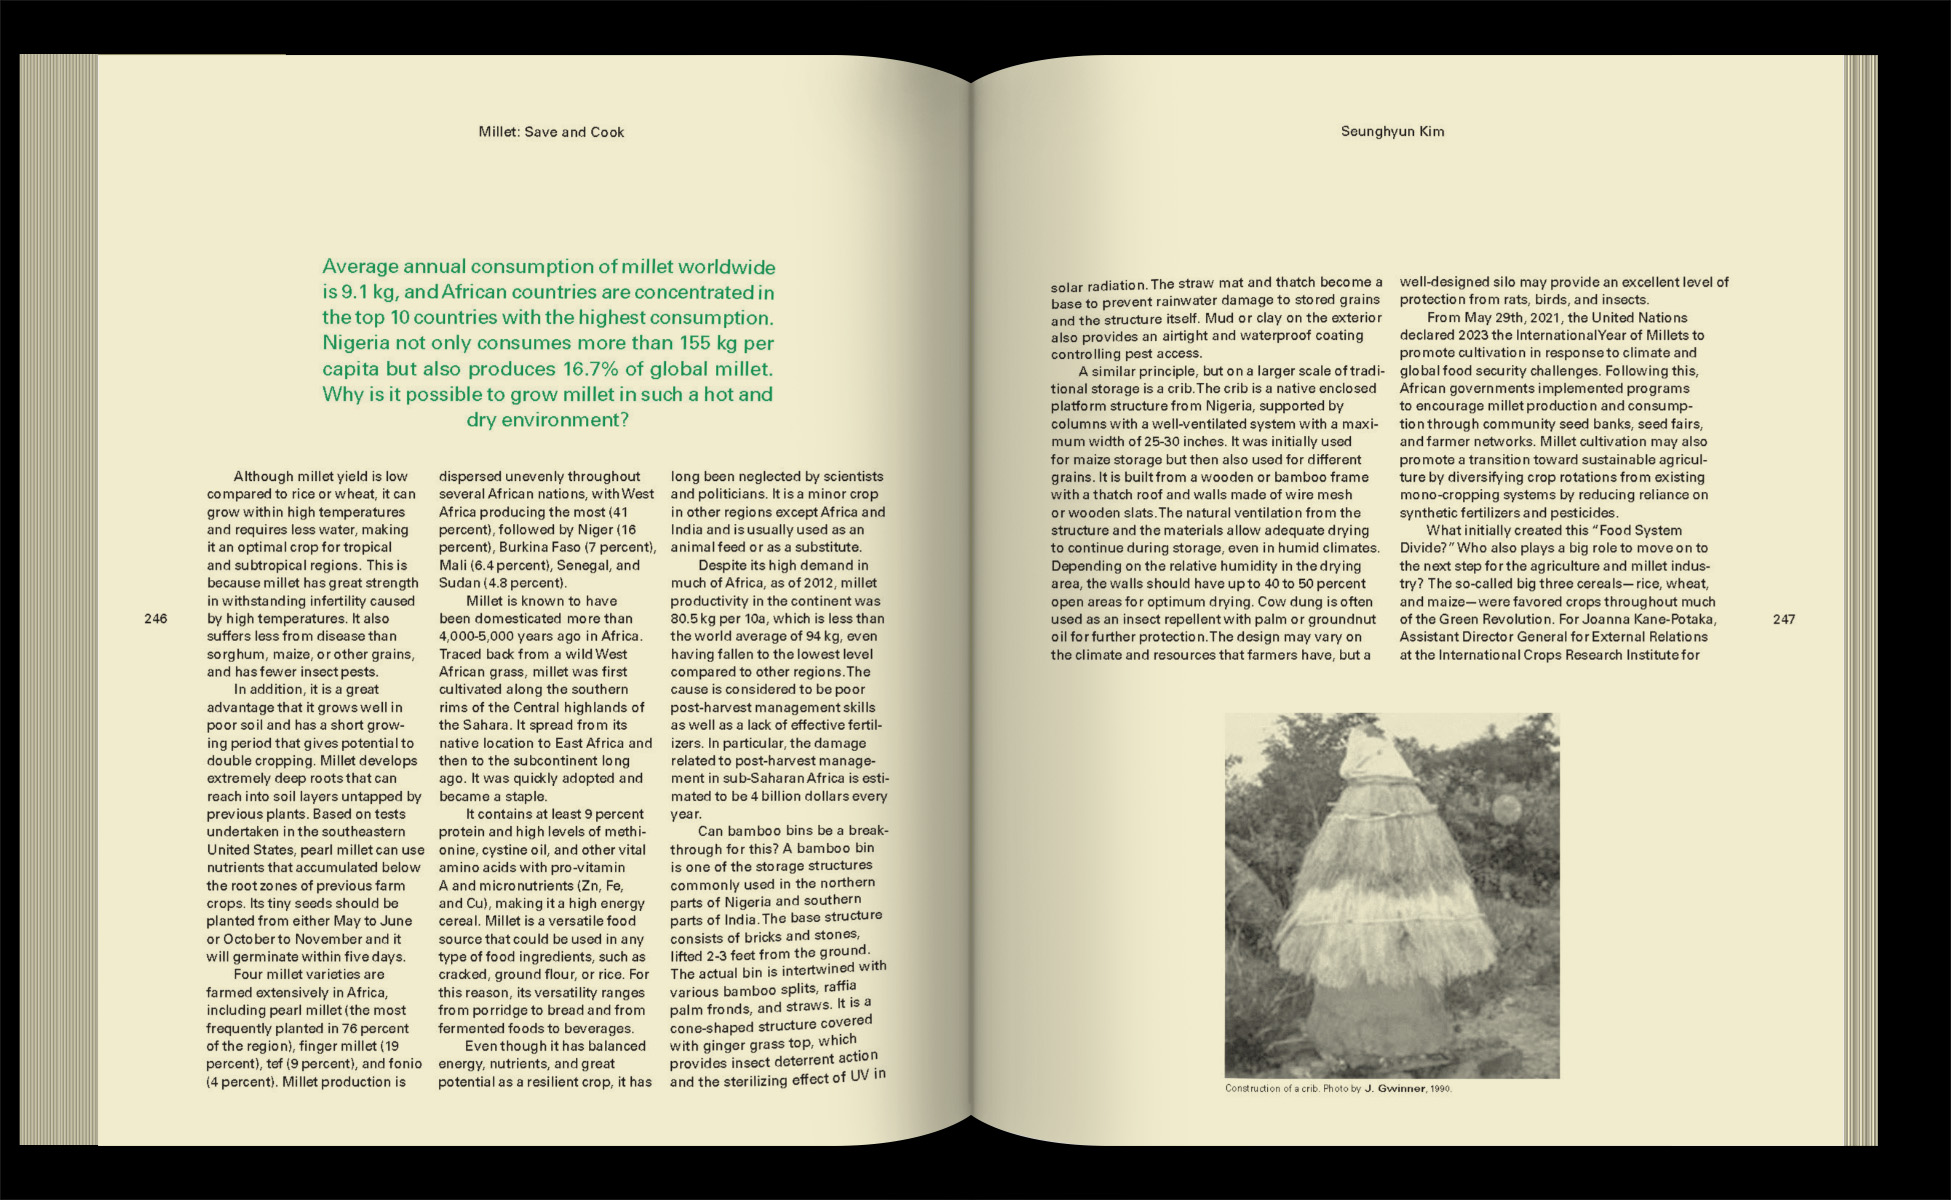 Millet: Save and Cook
Average annual consumption of millet worldwide
is 9.1 kg, and African countries are concentrated in
the top 10 countries with the highest consumption.
Nigeria not only consumes more than 155 kg per
capita but also produces 16.7% of global millet.
Why is it possible to grow millet in such a hot and
dry environment?
Although millet yield is low
compared to rice or wheat, it can
grow within high temperatures
and requires less water, making
it an optimal crop for tropical
and subtropical regions. This is
because millet has great strength
in withstanding infertility caused
by high temperatures. It also
suffers less from disease than
sorghum, maize, or other grains,
and has fewer insect pests.
In addition, it is a great
advantage that it grows well in
poor soil and has a short grow-
ing period that gives potential to
double cropping. Millet develops
extremely deep roots that can
reach into soil layers untapped by
previous plants. Based on tests
undertaken in the southeastern
United States, pearl millet can use
nutrients that accumulated below
the root zones of previous farm
crops. Its tiny seeds should be
planted from either May to June
or October to November and it
will germinate within five days.
Four millet varieties are
farmed extensively in Africa,
including pearl millet (the most
frequently planted in 76 percent
of the region), finger millet (19
percent), tef (9 percent), and fonio
(4 percent). Millet production is
dispersed unevenly throughout
several African nations, with West
Africa producing the most (41
percent), followed by Niger (16
percent), Burkina Faso (7 percent),
Mali (6.4 percent), Senegal, and
Sudan (4.8 percent).
Millet is known to have
been domesticated more than
4,000-5,000 years ago in Africa.
Traced back from a wild West
African grass, millet was first
cultivated along the southern
rims of the Central highlands of
the Sahara. It spread from its
native location to East Africa and
then to the subcontinent long
ago. It was quickly adopted and
became a staple.
It contains at least 9 percent
protein and high levels of methi-
onine, cystine oil, and other vital
amino acids with pro-vitamin
A and micronutrients (Zn, Fe,
and Cu), making it a high energy
cereal. Millet is a versatile food
source that could be used in any
type of food ingredients, such as
cracked, ground flour, or rice. For
this reason, its versatility ranges
from porridge to bread and from
fermented foods to beverages.
Even though it has balanced
energy, nutrients, and great
potential as a resilient crop, it has
long been neglected by scientists
and politicians. It is a minor crop
in other regions except Africa and
India and is usually used as an
animal feed or as a substitute.
Despite its high demand in
much of Africa, as of 2012, millet
productivity in the continent was
80.5 kg per 10a, which is less than
the world average of 94 kg, even
having fallen to the lowest level
compared to other regions. The
cause is considered to be poor
post-harvest management skills
as well as a lack of effective fertil-
izers. In particular, the damage
related to post-harvest manage-
ment in sub-Saharan Africa is esti-
mated to be 4 billion dollars every
year.
Can bamboo bins be a break-
through for this? A bamboo bin
is one of the storage structures
commonly used in the northern
parts of Nigeria and southern
parts of India. The base structure
consists of bricks and stones,
lifted 2-3 feet from the ground.
The actual bin is intertwined with
various bamboo splits, raffia
palm fronds, and straws. It is a
cone-shaped structure covered
with ginger grass top, which
provides insect deterrent action
and the sterilizing effect of UV in
246
Seunghyun Kim
solar radiation. The straw mat and thatch become a
base to prevent rainwater damage to stored grains
and the structure itself. Mud or clay on the exterior
also provides an airtight and waterproof coating
controlling pest access.
A similar principle, but on a larger scale of tradi-
tional storage is a crib. The crib is a native enclosed
platform structure from Nigeria, supported by
columns with a well-ventilated system with a maxi-
mum width of 25-30 inches. It was initially used
for maize storage but then also used for different
grains. It is built from a wooden or bamboo frame
with a thatch roof and walls made of wire mesh
or wooden slats. The natural ventilation from the
structure and the materials allow adequate drying
to continue during storage, even in humid climates.
Depending on the relative humidity in the drying
area, the walls should have up to 40 to 50 percent
open areas for optimum drying. Cow dung is often
used as an insect repellent with palm or groundnut
oil for further protection. The design may vary on
the climate and resources that farmers have, but a
well-designed silo may provide an excellent level of
protection from rats, birds, and insects.
From May 29th, 2021, the United Nations
declared 2023 the International Year of Millets to
promote cultivation in response to climate and
global food security challenges. Following this,
African governments implemented programs
to encourage millet production and consump-
tion through community seed banks, seed fairs,
and farmer networks. Millet cultivation may also
promote a transition toward sustainable agricul-
ture by diversifying crop rotations from existing
mono-cropping systems by reducing reliance on
synthetic fertilizers and pesticides.
What initially created this "Food System
Divide?" Who also plays a big role to move on to
the next step for the agriculture and millet indus-
try? The so-called big three cereals—rice, wheat,
and maize—were favored crops throughout much
of the Green Revolution. For Joanna Kane-Potaka,
Assistant Director General for External Relations
at the International Crops Research Institute for
247
Construction of a crib. Photo by J. Gwinner, 1990.